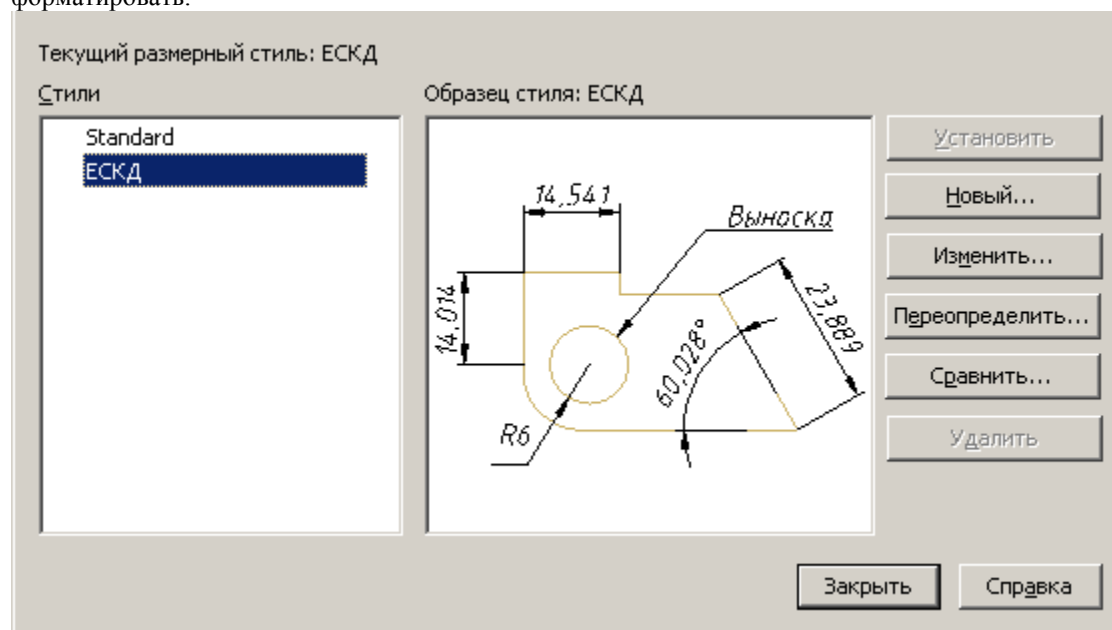 форматировать.
Текущий размерный стиль: ЕСКД
Стили
Образец стиля: ЕСКД
Standard
ЕСКД
14,541
Выноска
14,014
23,889
60,028°
R6
Установить
Новый...
Изменить...
Переопределить...
Сравнить...
Удалить
Закрыть
Справка